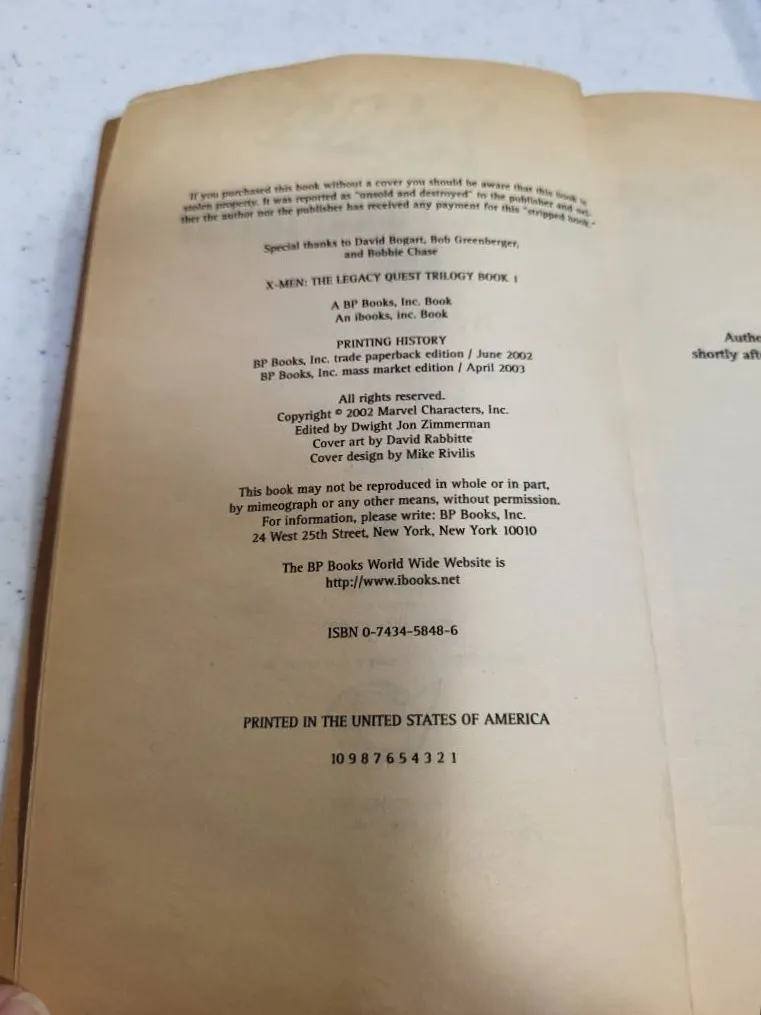 If you purchased this book without a cover you should be aware that this book is
stolen property. It was reported as "unsold and destroyed" to the publisher and nei-
ther the author nor the publisher has received any payment for this "stripped book."
Special thanks to David Bogart, Bob Greenberger,
and Bobbie Chase
X-MEN: THE LEGACY QUEST TRILOGY BOOK 1
A BP Books, Inc. Book
An ibooks, inc. Book
PRINTING HISTORY
BP Books, Inc. trade paperback edition / June 2002
BP Books, Inc. mass market edition / April 2003
All rights reserved.
Copyright © 2002 Marvel Characters, Inc.
Edited by Dwight Jon Zimmerman
Cover art by David Rabbitte
Cover design by Mike Rivilis
This book may not be reproduced in whole or in part,
by mimeograph or any other means, without permission.
For information, please write: BP Books, Inc.
24 West 25th Street, New York, New York 10010
The BP Books World Wide Website is
http://www.ibooks.net
ISBN 0-7434-5848-6
PRINTED IN THE UNITED STATES OF AMERICA
10 9 8 7 6 5 4 3 2 1
Autho
shortly aft